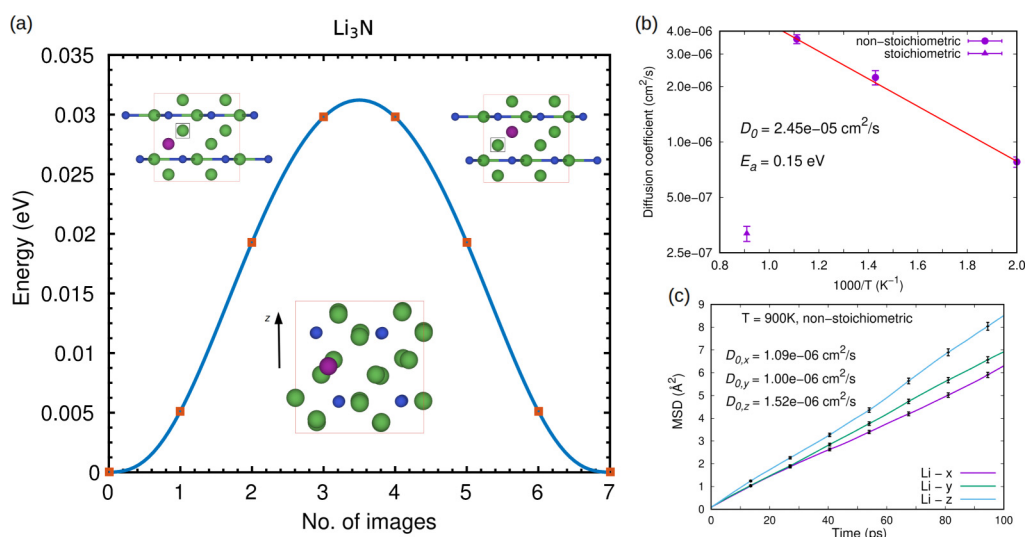 (a)
Li₃N
0.035
0.03
0.025
0.02
0.015
0.01
0.005
0
Energy (eV)
z
0 1 2 3 4 5 6 7
No. of images
(b)
4.0e-06
3.0e-06
2.0e-06
1.0e-06
5.0e-07
2.5e-07
Diffusion coefficient (cm²/s)
non-stoichiometric
stoichiometric
D₀ = 2.45e−05 cm²/s
Eₐ = 0.15 eV
0.8 1.0 1.2 1.4 1.6 1.8 2.0
1000/T (K⁻¹)
(c)
9
8
7
6
5
4
3
2
1
0
MSD (Å²)
T = 900K, non-stoichiometric
D₀,ₓ = 1.09e−06 cm²/s
D₀,y = 1.00e−06 cm²/s
D₀,z = 1.52e−06 cm²/s
Li − x
Li − y
Li − z
0 20 40 60 80 100
Time (ps)